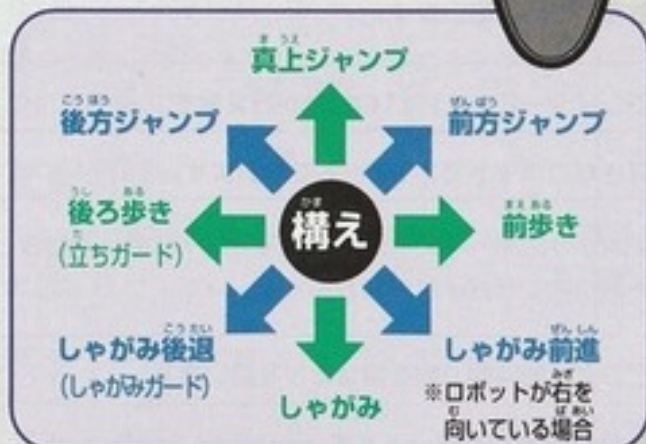 真上ジャンプ
後方ジャンプ
前方ジャンプ
後ろ歩き
(立ちガード)
構え
前歩き
しゃがみ後退
(しゃがみガード)
しゃがみ
しゃがみ前進
※ロボットが右を
向いている場合